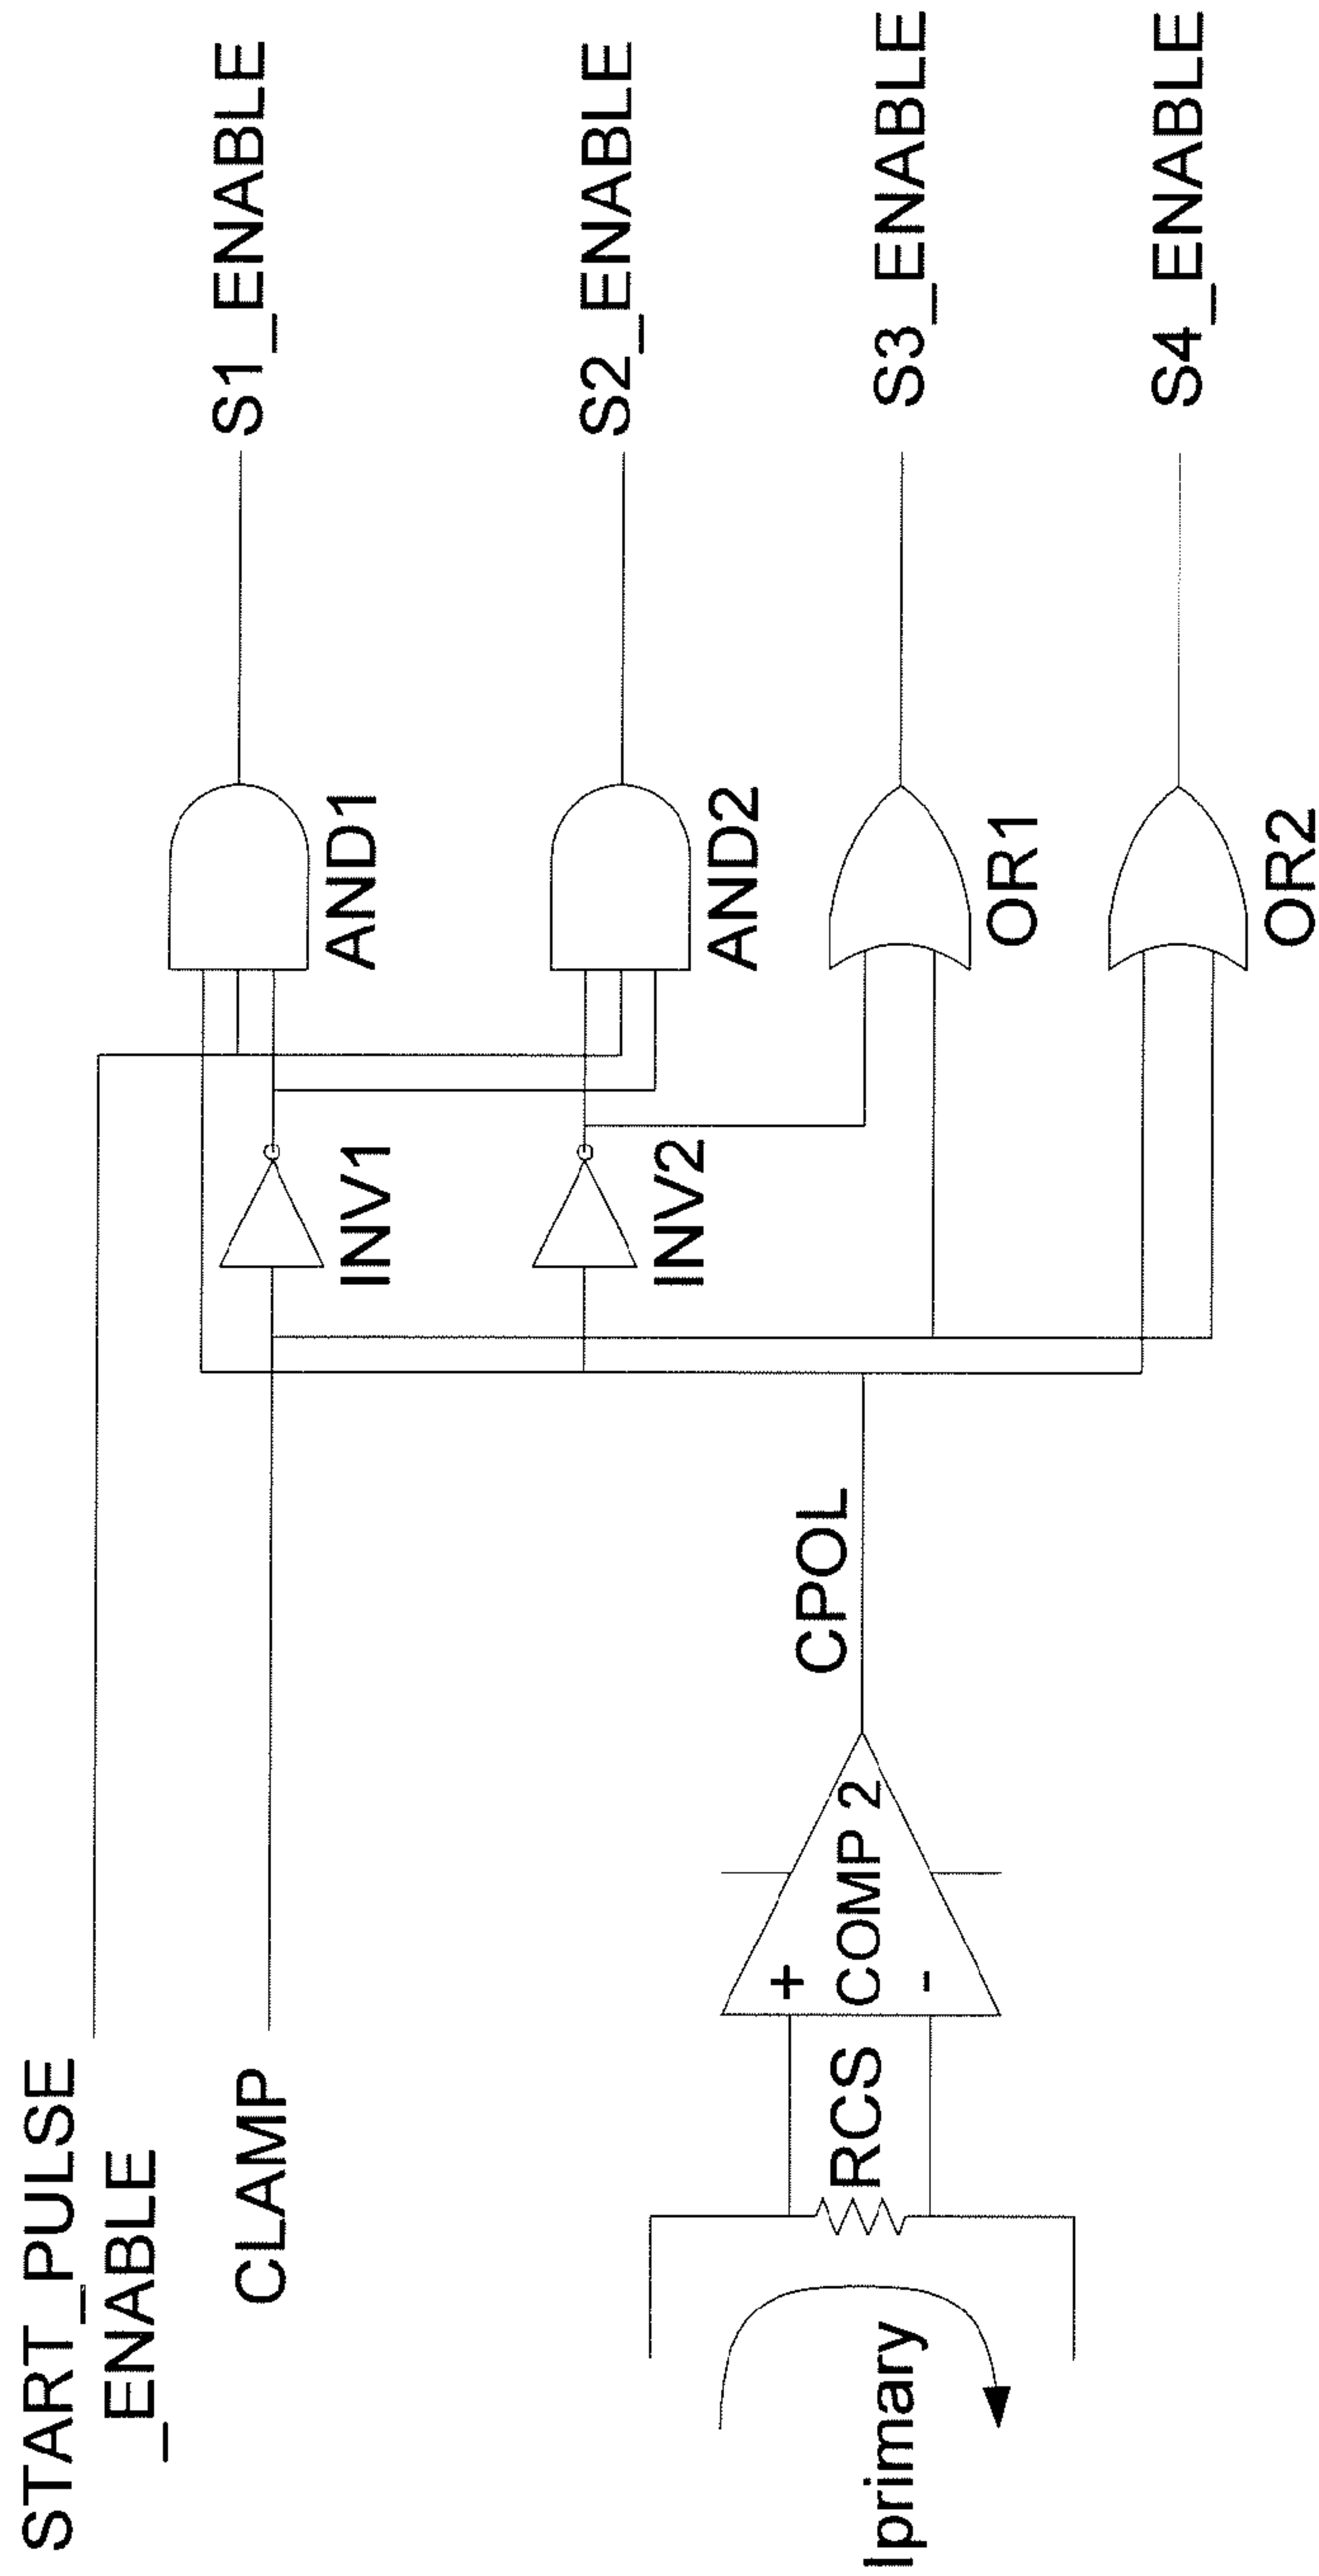 START_PULSE
_ENABLE
CLAMP
Iprimary
RCS
+
COMP 2
-
CPOL
INV1
INV2
AND1
AND2
OR1
OR2
S1_ENABLE
S2_ENABLE
S3_ENABLE
S4_ENABLE